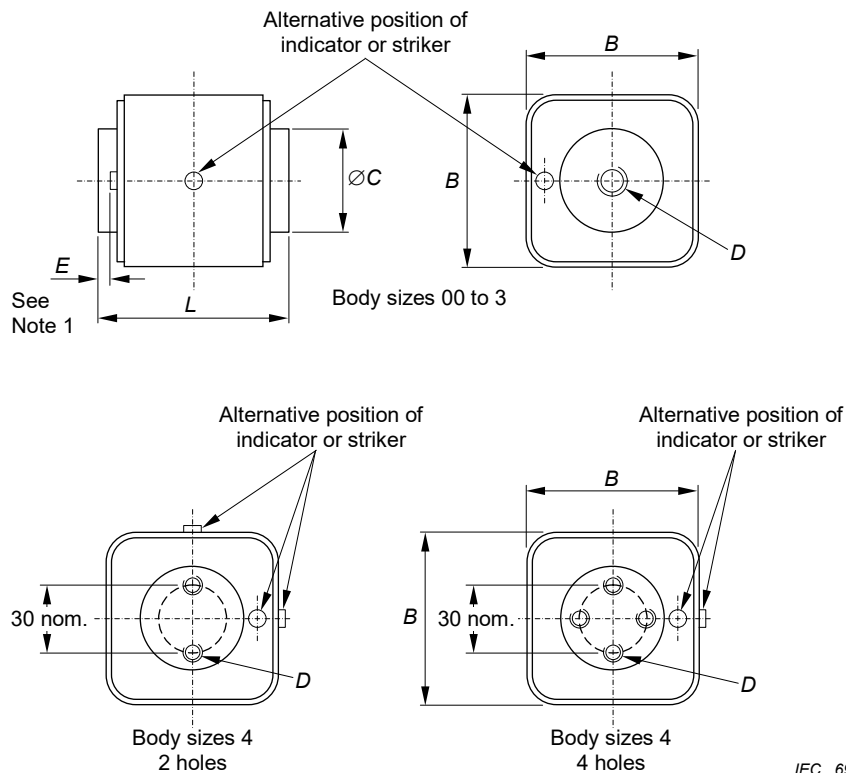 Alternative position of
indicator or striker
B
B
∅C
D
E
See
Note 1
L
Body sizes 00 to 3
Alternative position of
indicator or striker
30 nom.
D
Body sizes 4
2 holes
Alternative position of
indicator or striker
B
B
30 nom.
D
Body sizes 4
4 holes
IEC